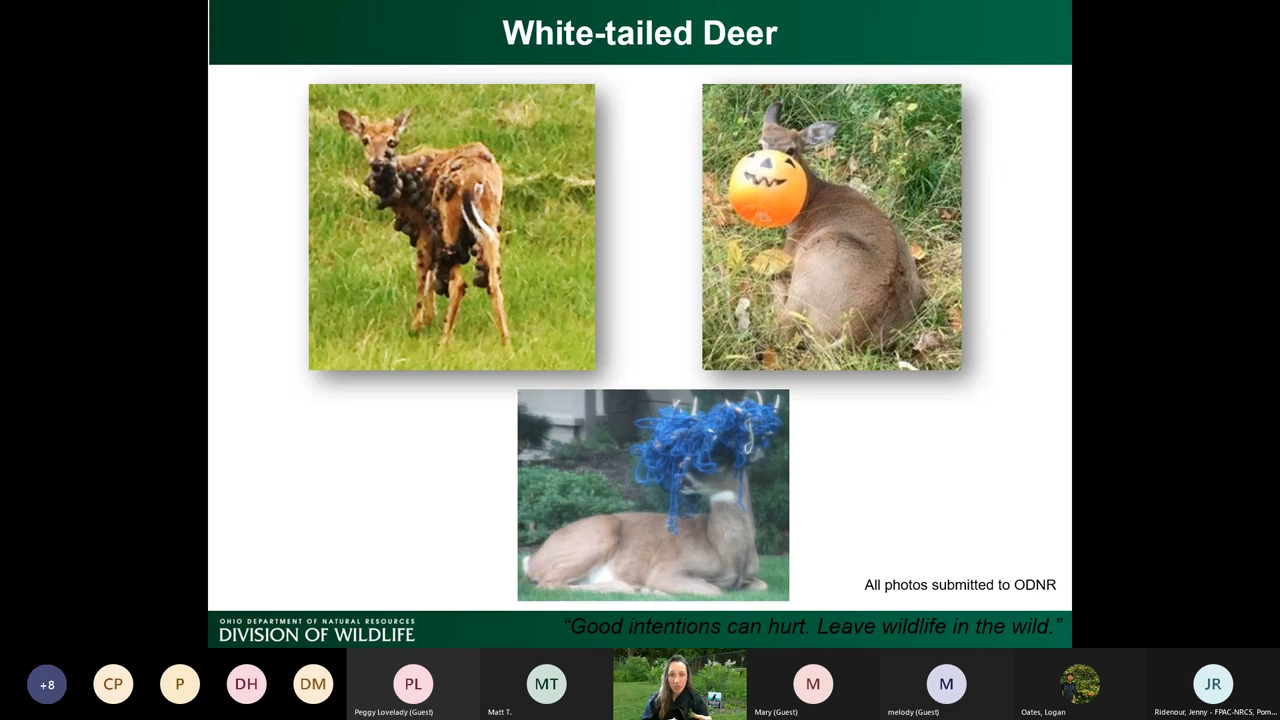 White-tailed Deer
All photos submitted to ODNR
OHIO DEPARTMENT OF NATURAL RESOURCES
DIVISION OF WILDLIFE
“Good intentions can hurt. Leave wildlife in the wild.”
+8
CP
P
DH
DM
PL
Peggy Lovelady (Guest)
MT
Matt T.
M
Mary (Guest)
M
melody (Guest)
Oates, Logan
JR
Ridenour, Jenny - FPAC-NRCS, Pom...